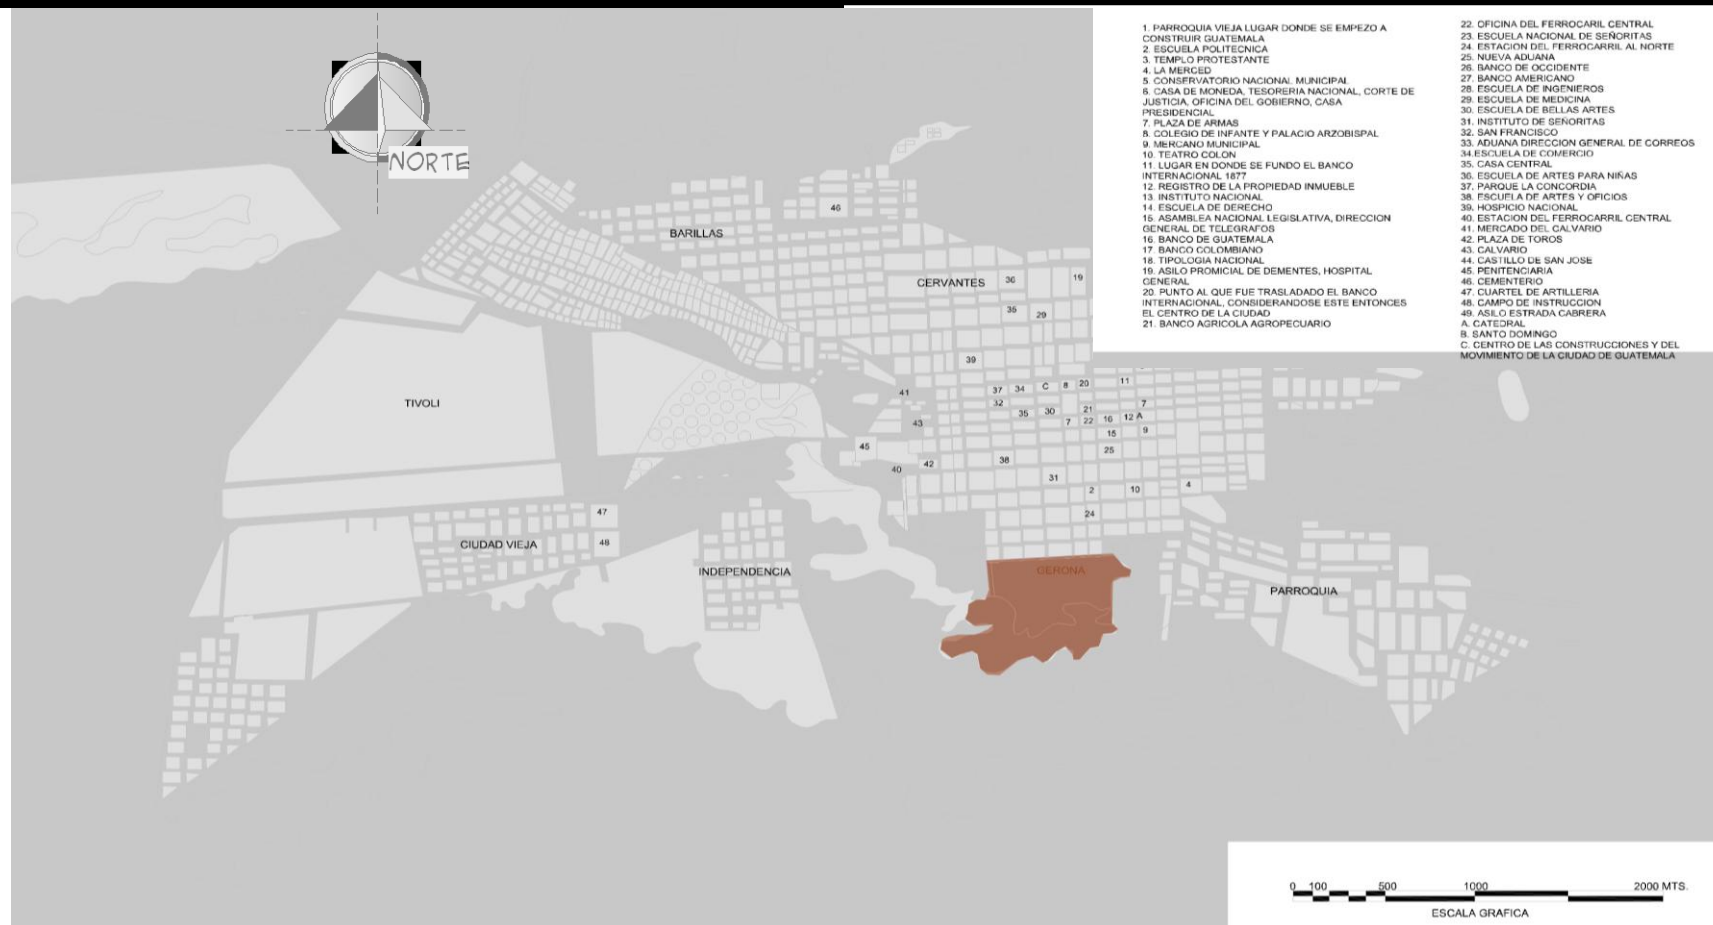 1. PARROQUIA VIEJA LUGAR DONDE SE EMPEZO A
CONSTRUIR GUATEMALA
2. ESCUELA POLITECNICA
3. TEMPLO PROTESTANTE
4. LA MERCED
5. CONSERVATORIO NACIONAL MUNICIPAL
6. CASA DE MONEDA, TESORERIA NACIONAL, CORTE DE
JUSTICIA, OFICINA DEL GOBIERNO, CASA
PRESIDENCIAL
7. PLAZA DE ARMAS
8. COLEGIO DE INFANTE Y PALACIO ARZOBISPAL
9. MERCANO MUNICIPAL
10. TEATRO COLON
11. LUGAR EN DONDE SE FUNDO EL BANCO
INTERNACIONAL 1877
12. REGISTRO DE LA PROPIEDAD INMUEBLE
13. INSTITUTO NACIONAL
14. ESCUELA DE DERECHO
15. ASAMBLEA NACIONAL LEGISLATIVA, DIRECCION
GENERAL DE TELEGRAFOS
16. BANCO DE GUATEMALA
17. BANCO COLOMBIANO
18. TIPOLOGIA NACIONAL
19. ASILO PROMICIAL DE DEMENTES, HOSPITAL
GENERAL
20. PUNTO AL QUE FUE TRASLADADO EL BANCO
INTERNACIONAL, CONSIDERANDOSE ESTE ENTONCES
EL CENTRO DE LA CIUDAD
21. BANCO AGRICOLA AGROPECUARIO
22. OFICINA DEL FERROCARIL CENTRAL
23. ESCUELA NACIONAL DE SEÑORITAS
24. ESTACION DEL FERROCARRIL AL NORTE
25. NUEVA ADUANA
26. BANCO DE OCCIDENTE
27. BANCO AMERICANO
28. ESCUELA DE INGENIEROS
29. ESCUELA DE MEDICINA
30. ESCUELA DE BELLAS ARTES
31. INSTITUTO DE SEÑORITAS
32. SAN FRANCISCO
33. ADUANA DIRECCION GENERAL DE CORREOS
34.ESCUELA DE COMERCIO
35. CASA CENTRAL
36. ESCUELA DE ARTES PARA NIÑAS
37. PARQUE LA CONCORDIA
38. ESCUELA DE ARTES Y OFICIOS
39. HOSPICIO NACIONAL
40. ESTACION DEL FERROCARRIL CENTRAL
41. MERCADO DEL CALVARIO
42. PLAZA DE TOROS
43. CALVARIO
44. CASTILLO DE SAN JOSE
45. PENITENCIARIA
46. CEMENTERIO
47. CUARTEL DE ARTILLERIA
48. CAMPO DE INSTRUCCION
49. ASILO ESTRADA CABRERA
A. CATEDRAL
B. SANTO DOMINGO
C. CENTRO DE LAS CONSTRUCCIONES Y DEL
MOVIMIENTO DE LA CIUDAD DE GUATEMALA
NORTE
46
BARILLAS
CERVANTES 36 19
35 29
39
41 37 34 C 8 20 11
TIVOLI
32 7
43 35 30 21
7 22 16 12 A
15 9
45 25
40 42 38
31
2 10 4
47 24
CIUDAD VIEJA 48
INDEPENDENCIA GERONA
PARROQUIA
0 100 500 1000 2000 MTS.
ESCALA GRAFICA